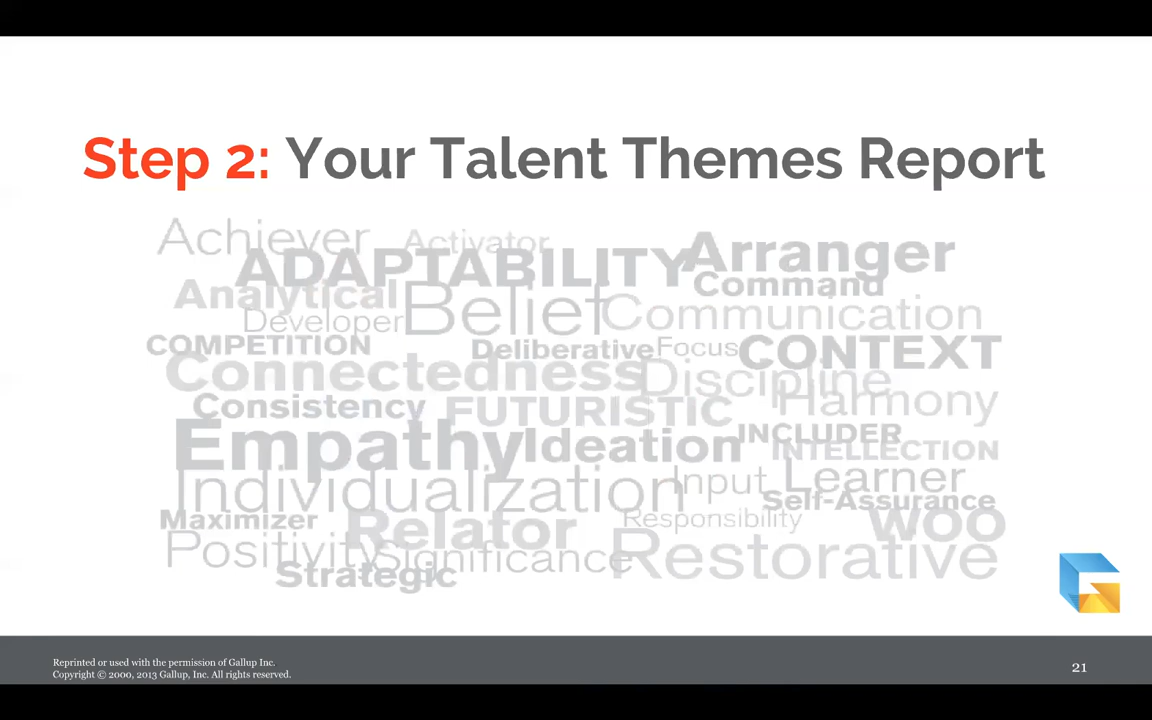 Step 2: Your Talent Themes Report
Achiever Activator
ADAPTABILITY Arranger
Analytical Command
Developer Belief Communication
COMPETITION Deliberative Focus CONTEXT
Connectedness Discipline
Consistency FUTURISTIC Harmony
Empathy Ideation INCLUDER
INTELLECTION
Individualization Input Learner
Self-Assurance
Maximizer Relator Responsibility WOO
Positivity Significance Restorative
Strategic
Reprinted or used with the permission of Gallup Inc.
Copyright © 2000, 2013 Gallup, Inc. All rights reserved.
21